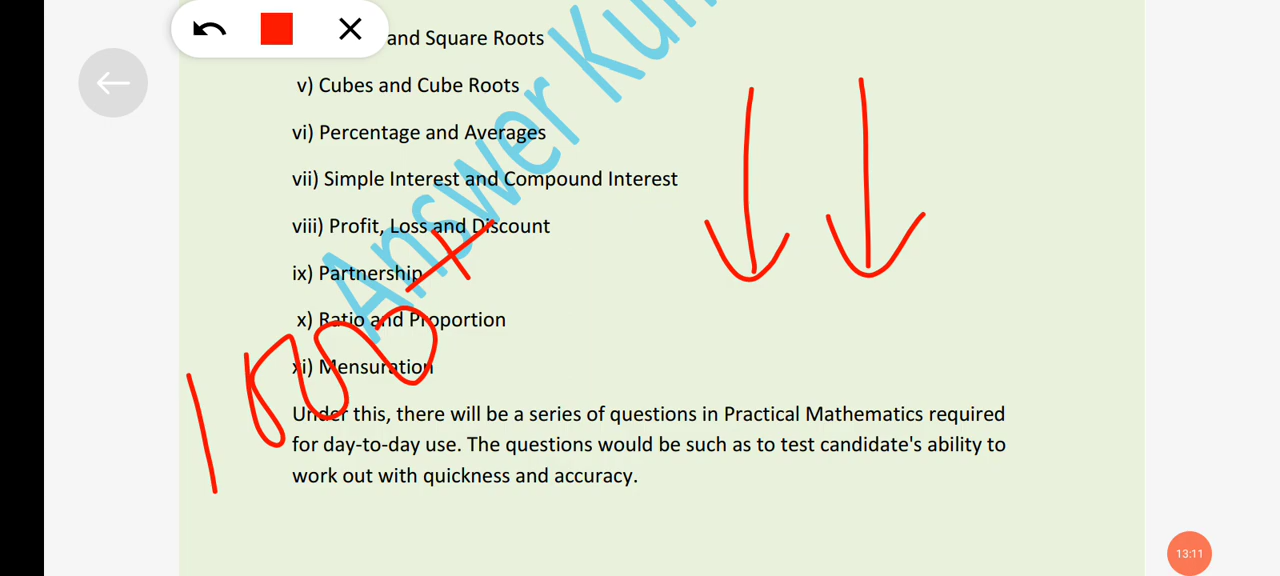 and Square Roots
v) Cubes and Cube Roots
vi) Percentage and Averages
vii) Simple Interest and Compound Interest
viii) Profit, Loss and Discount
ix) Partnership
x) Ratio and Proportion
xi) Mensuration
Under this, there will be a series of questions in Practical Mathematics required
for day-to-day use. The questions would be such as to test candidate's ability to
work out with quickness and accuracy.
Answer Kun
1000+
13:11